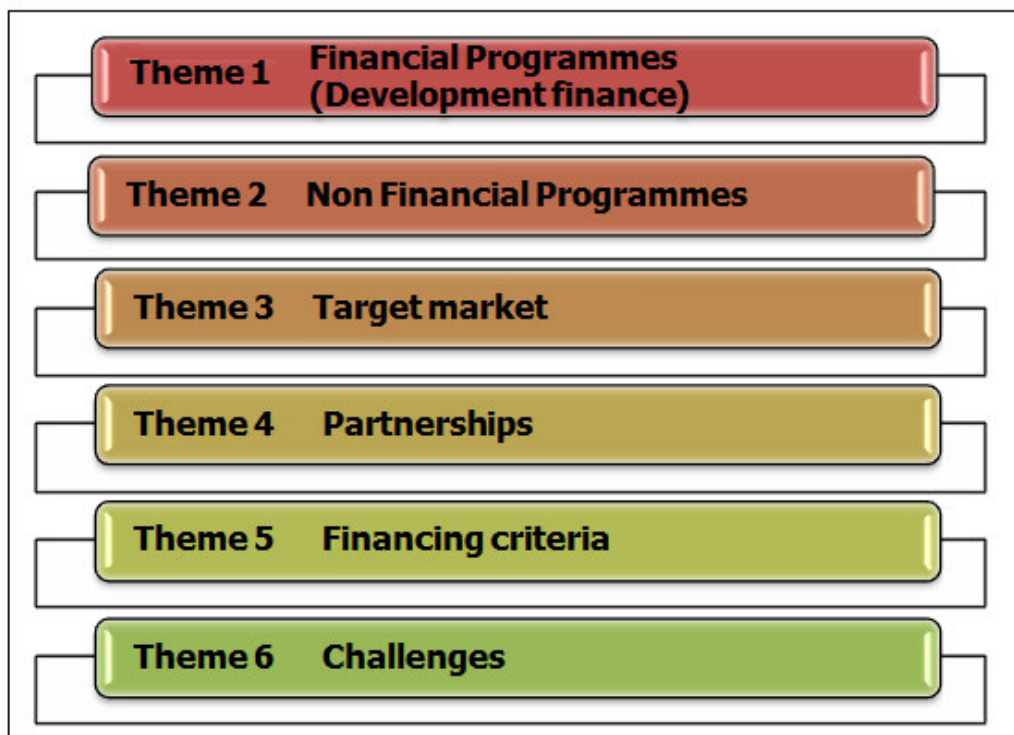 Theme 1 Financial Programmes
(Development finance)
Theme 2 Non Financial Programmes
Theme 3 Target market
Theme 4 Partnerships
Theme 5 Financing criteria
Theme 6 Challenges